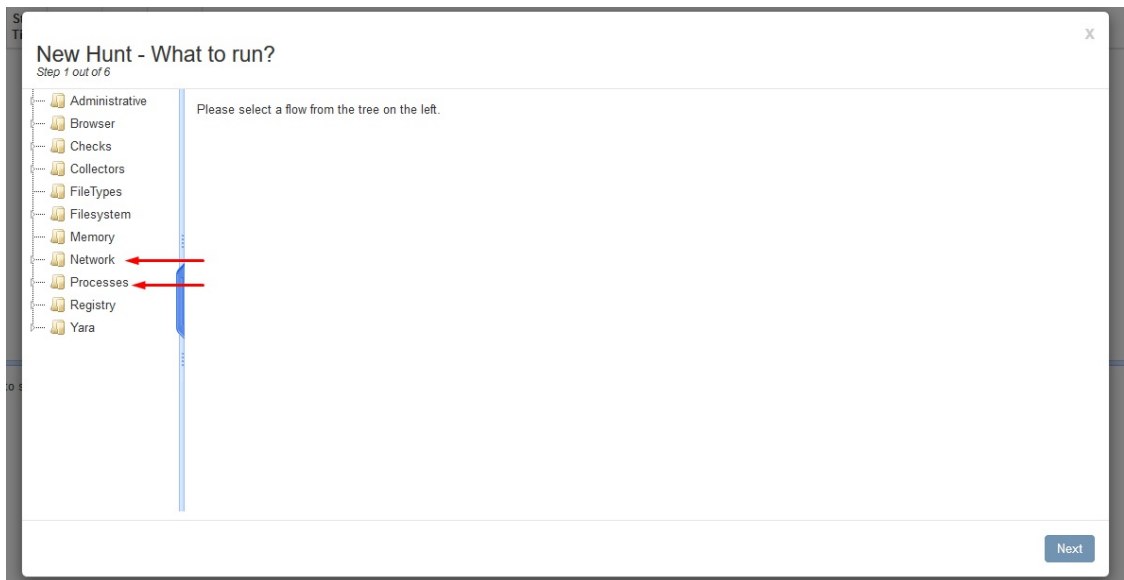 X
New Hunt - What to run?
Step 1 out of 6
Administrative
Please select a flow from the tree on the left.
Browser
Checks
Collectors
FileTypes
Filesystem
Memory
Network
Processes
Registry
Yara
Next